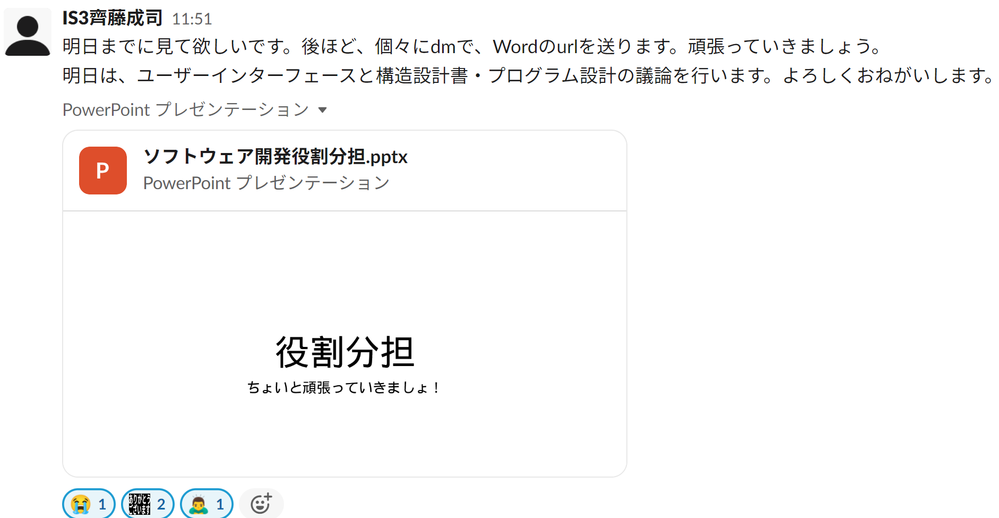 IS3齊藤成司 11:51
明日までに見て欲しいです。後ほど、個々にdmで、Wordのurlを送ります。頑張っていきましょう。
明日は、ユーザーインターフェースと構造設計書・プログラム設計の議論を行います。よろしくおねがいします。
PowerPoint プレゼンテーション
P
ソフトウェア開発役割分担.pptx
PowerPoint プレゼンテーション
役割分担
ちょいと頑張っていきましょ！
1 ありがとうございます 2 1